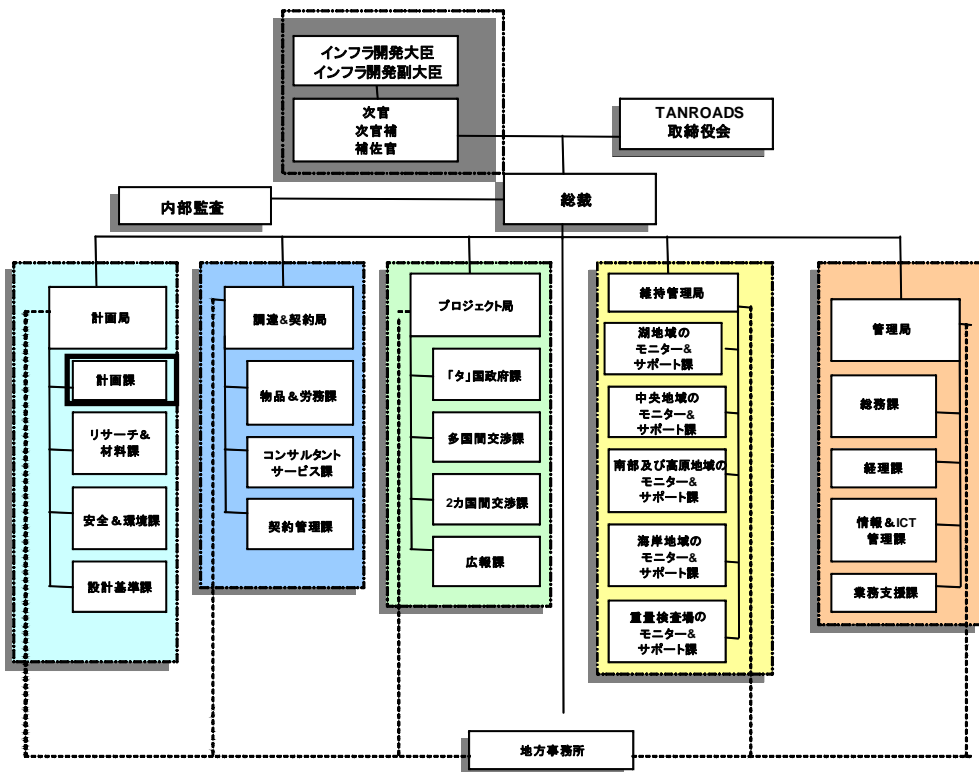 インフラ開発大臣
インフラ開発副大臣
次官
次官補
補佐官
TANROADS
取締役会
内部監査
総裁
計画局
計画課
リサーチ&
材料課
安全&環境課
設計基準課
調達&契約局
物品&労務課
コンサルタント
サービス課
契約管理課
プロジェクト局
「タ」国政府課
多国間交渉課
2カ国間交渉課
広報課
維持管理局
湖地域の
モニター&
サポート課
中央地域の
モニター&
サポート課
南部及び高原地域の
モニター&
サポート課
海岸地域の
モニター&
サポート課
重量検査場の
モニター&
サポート課
管理局
総務課
経理課
情報&ICT
管理課
業務支援課
地方事務所